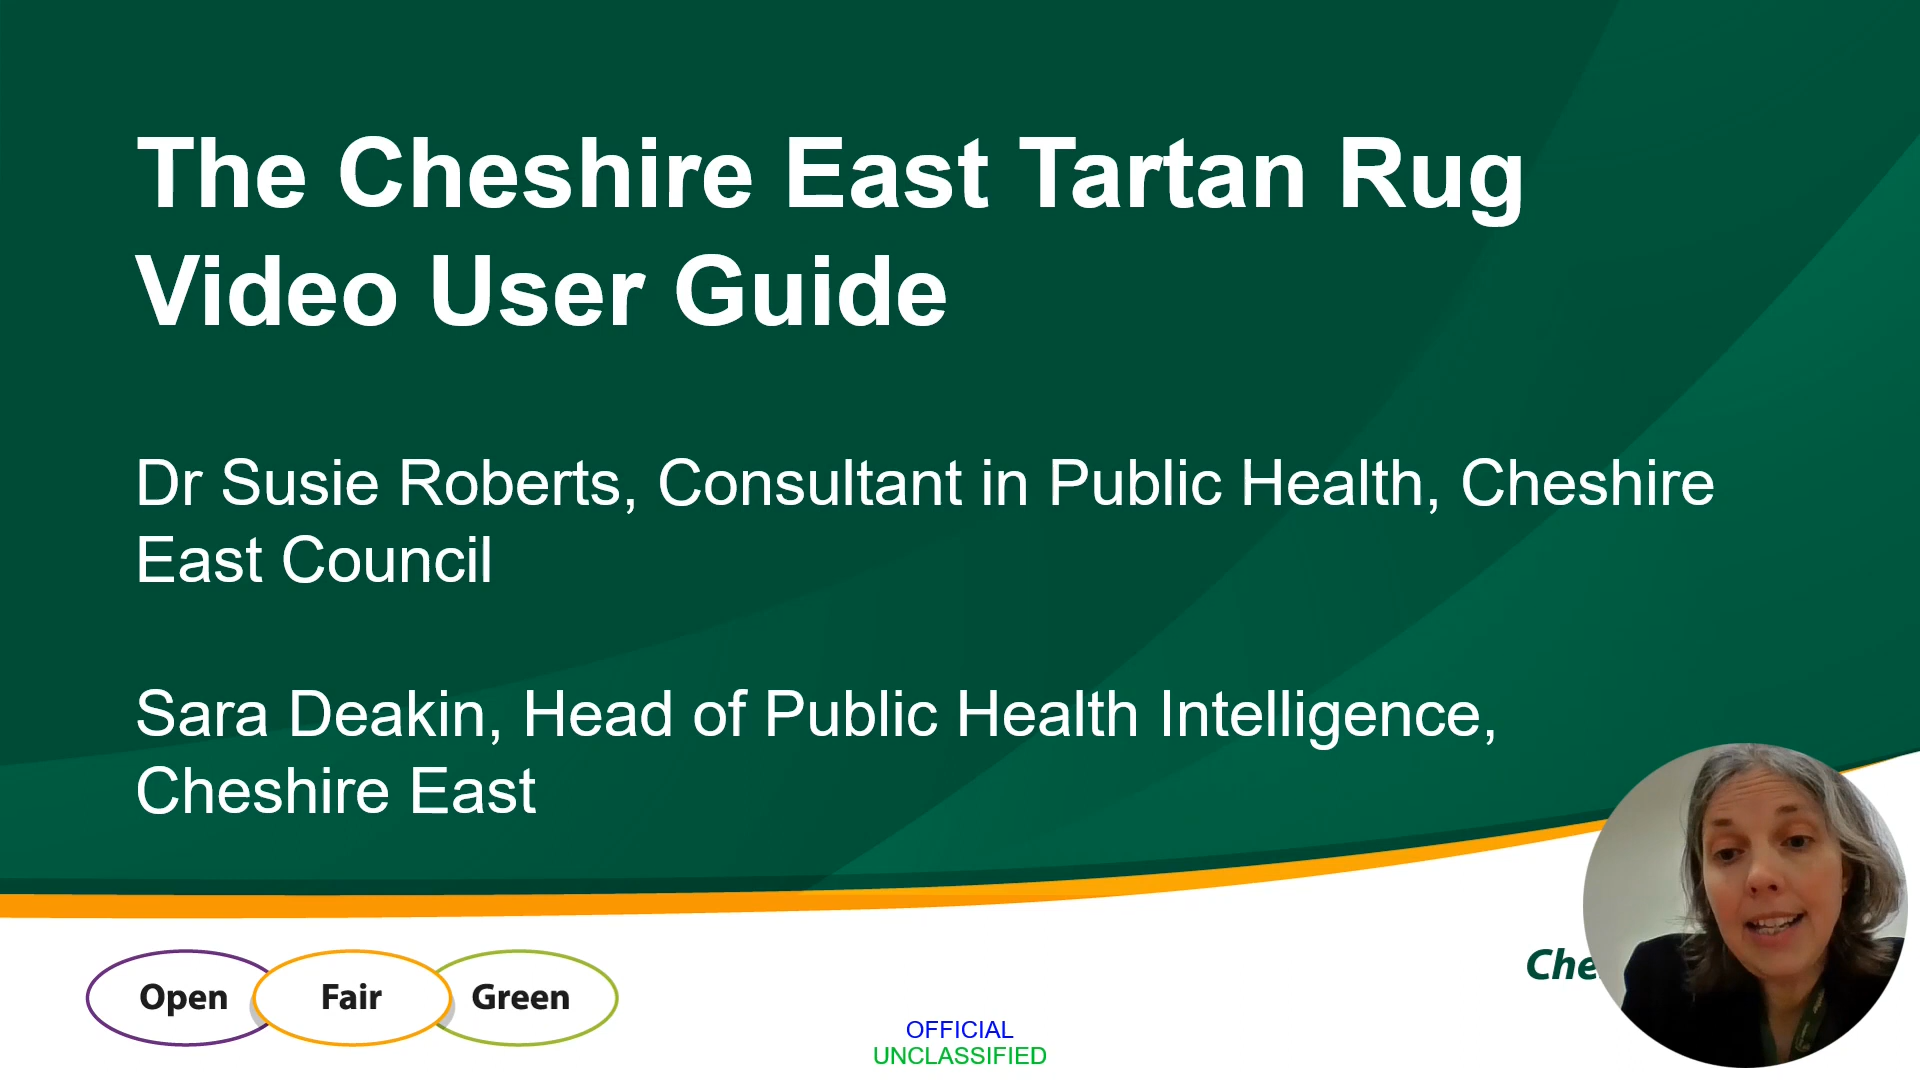 The Cheshire East Tartan Rug
Video User Guide
Dr Susie Roberts, Consultant in Public Health, Cheshire
East Council
Sara Deakin, Head of Public Health Intelligence,
Cheshire East
Open Fair Green
Che
OFFICIAL
UNCLASSIFIED